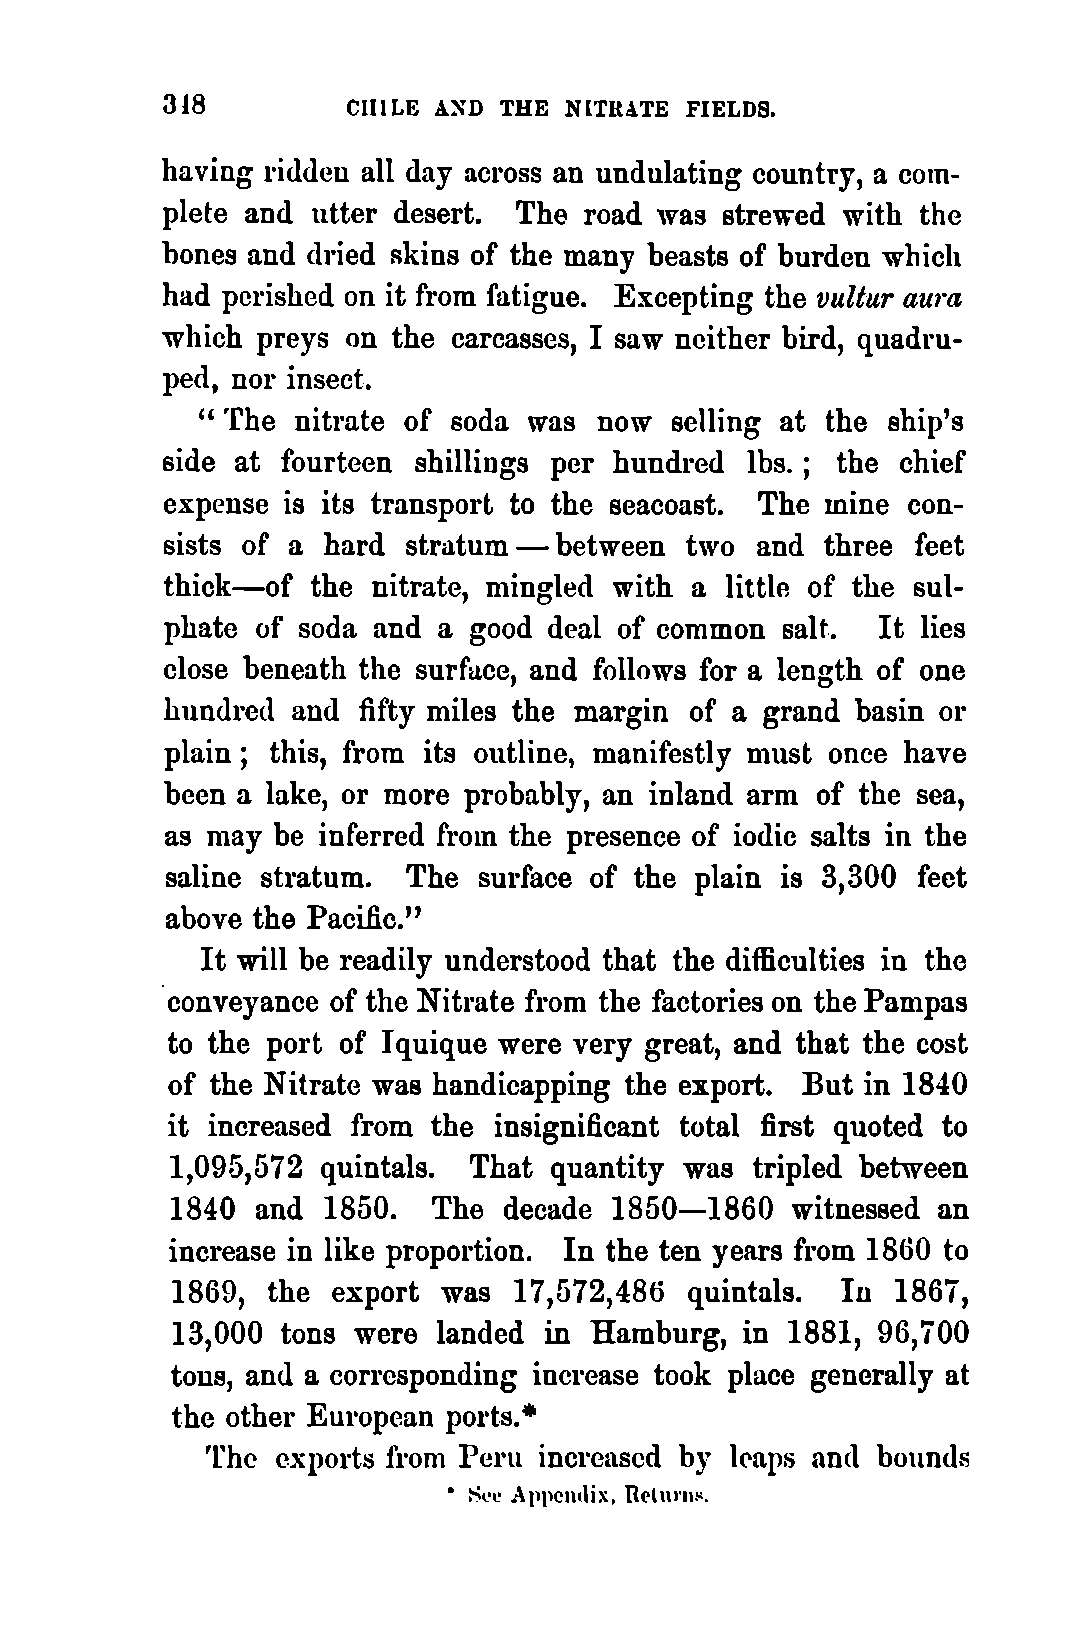 318 CHILE AND THE NITRATE FIELDS.
having ridden all day across an undulating country, a com-
plete and utter desert. The road was strewed with the
bones and dried skins of the many beasts of burden which
had perished on it from fatigue. Excepting the vultur aura
which preys on the carcasses, I saw neither bird, quadru-
ped, nor insect.
“ The nitrate of soda was now selling at the ship's
side at fourteen shillings per hundred lbs. ; the chief
expense is its transport to the seacoast. The mine con-
sists of a hard stratum — between two and three feet
thick—of the nitrate, mingled with a little of the sul-
phate of soda and a good deal of common salt. It lies
close beneath the surface, and follows for a length of one
hundred and fifty miles the margin of a grand basin or
plain ; this, from its outline, manifestly must once have
been a lake, or more probably, an inland arm of the sea,
as may be inferred from the presence of iodic salts in the
saline stratum. The surface of the plain is 3,300 feet
above the Pacific.”
It will be readily understood that the difficulties in the
conveyance of the Nitrate from the factories on the Pampas
to the port of Iquique were very great, and that the cost
of the Nitrate was handicapping the export. But in 1840
it increased from the insignificant total first quoted to
1,095,572 quintals. That quantity was tripled between
1840 and 1850. The decade 1850—1860 witnessed an
increase in like proportion. In the ten years from 1860 to
1869, the export was 17,572,486 quintals. In 1867,
13,000 tons were landed in Hamburg, in 1881, 96,700
tons, and a corresponding increase took place generally at
the other European ports.*
The exports from Peru increased by leaps and bounds
* See Appendix, Returns.